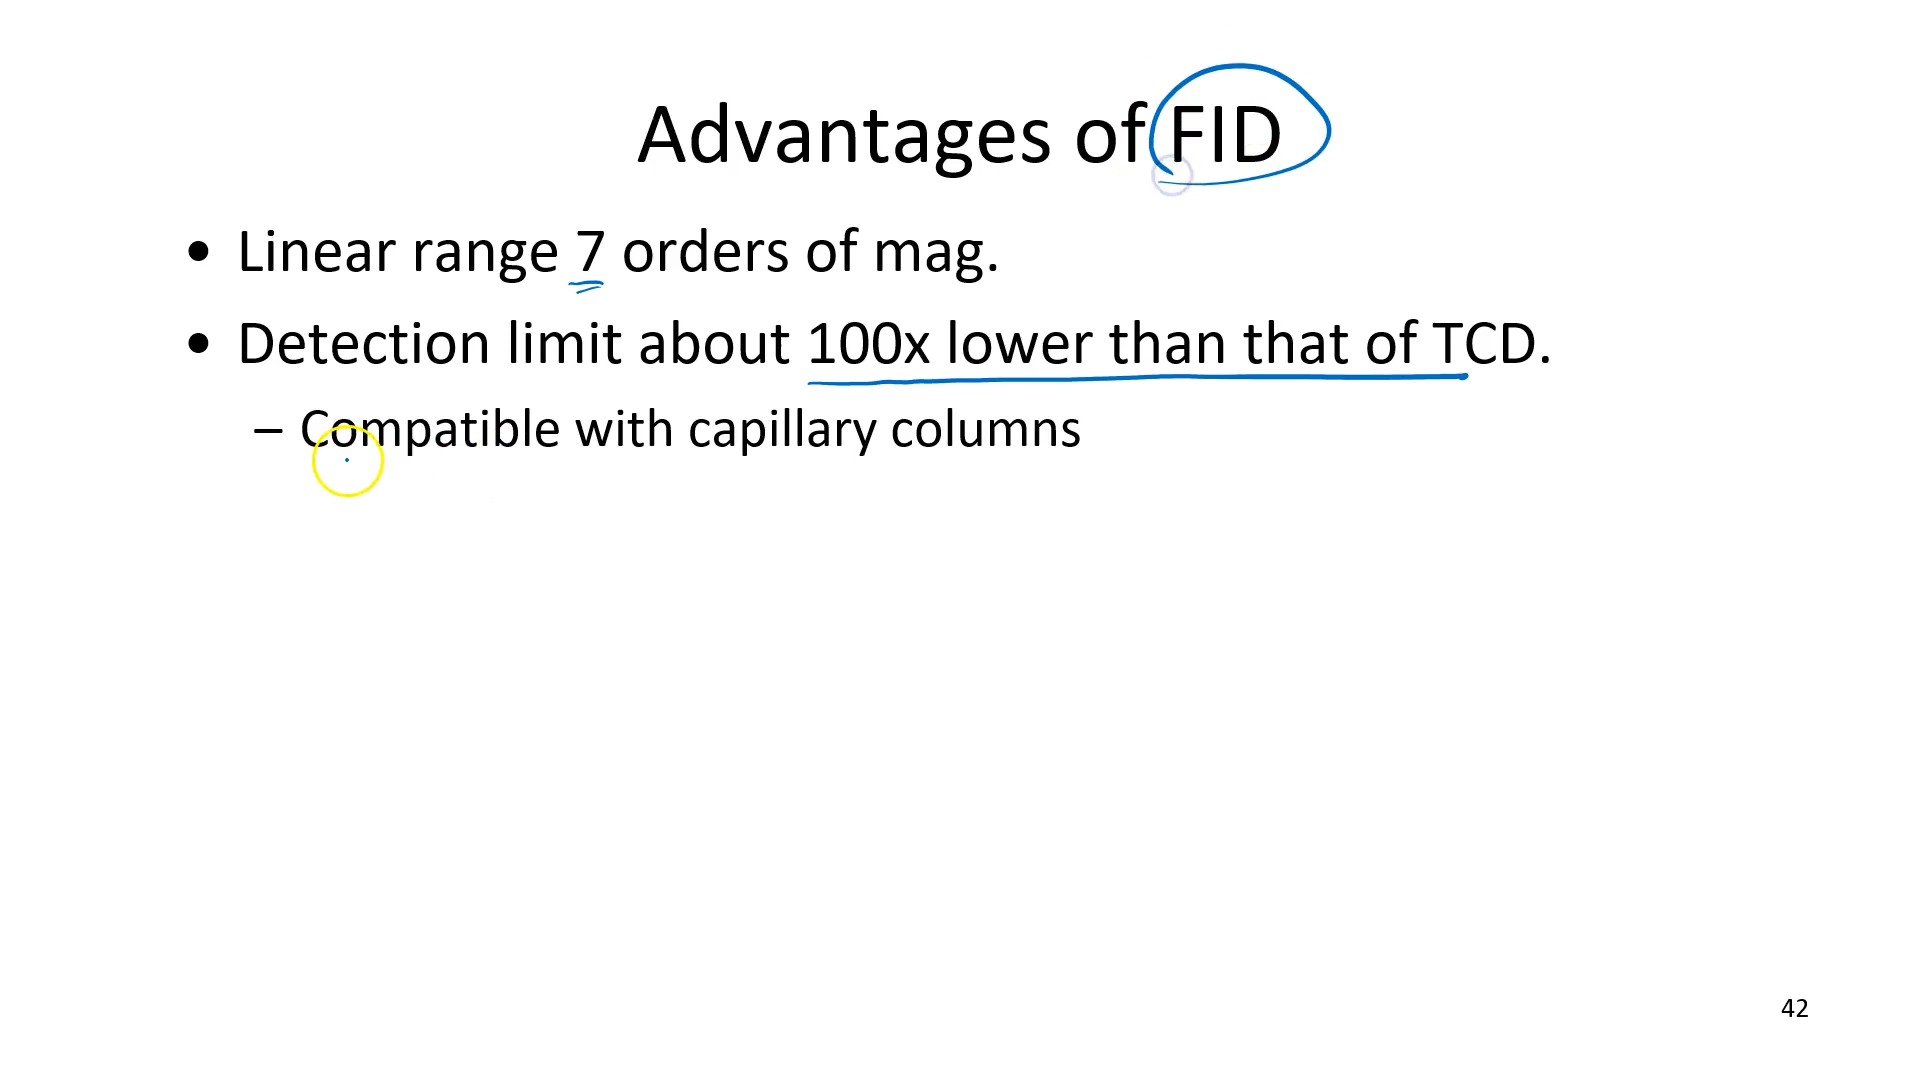 Advantages of FID
• Linear range 7 orders of mag.
• Detection limit about 100x lower than that of TCD.
– Compatible with capillary columns
42